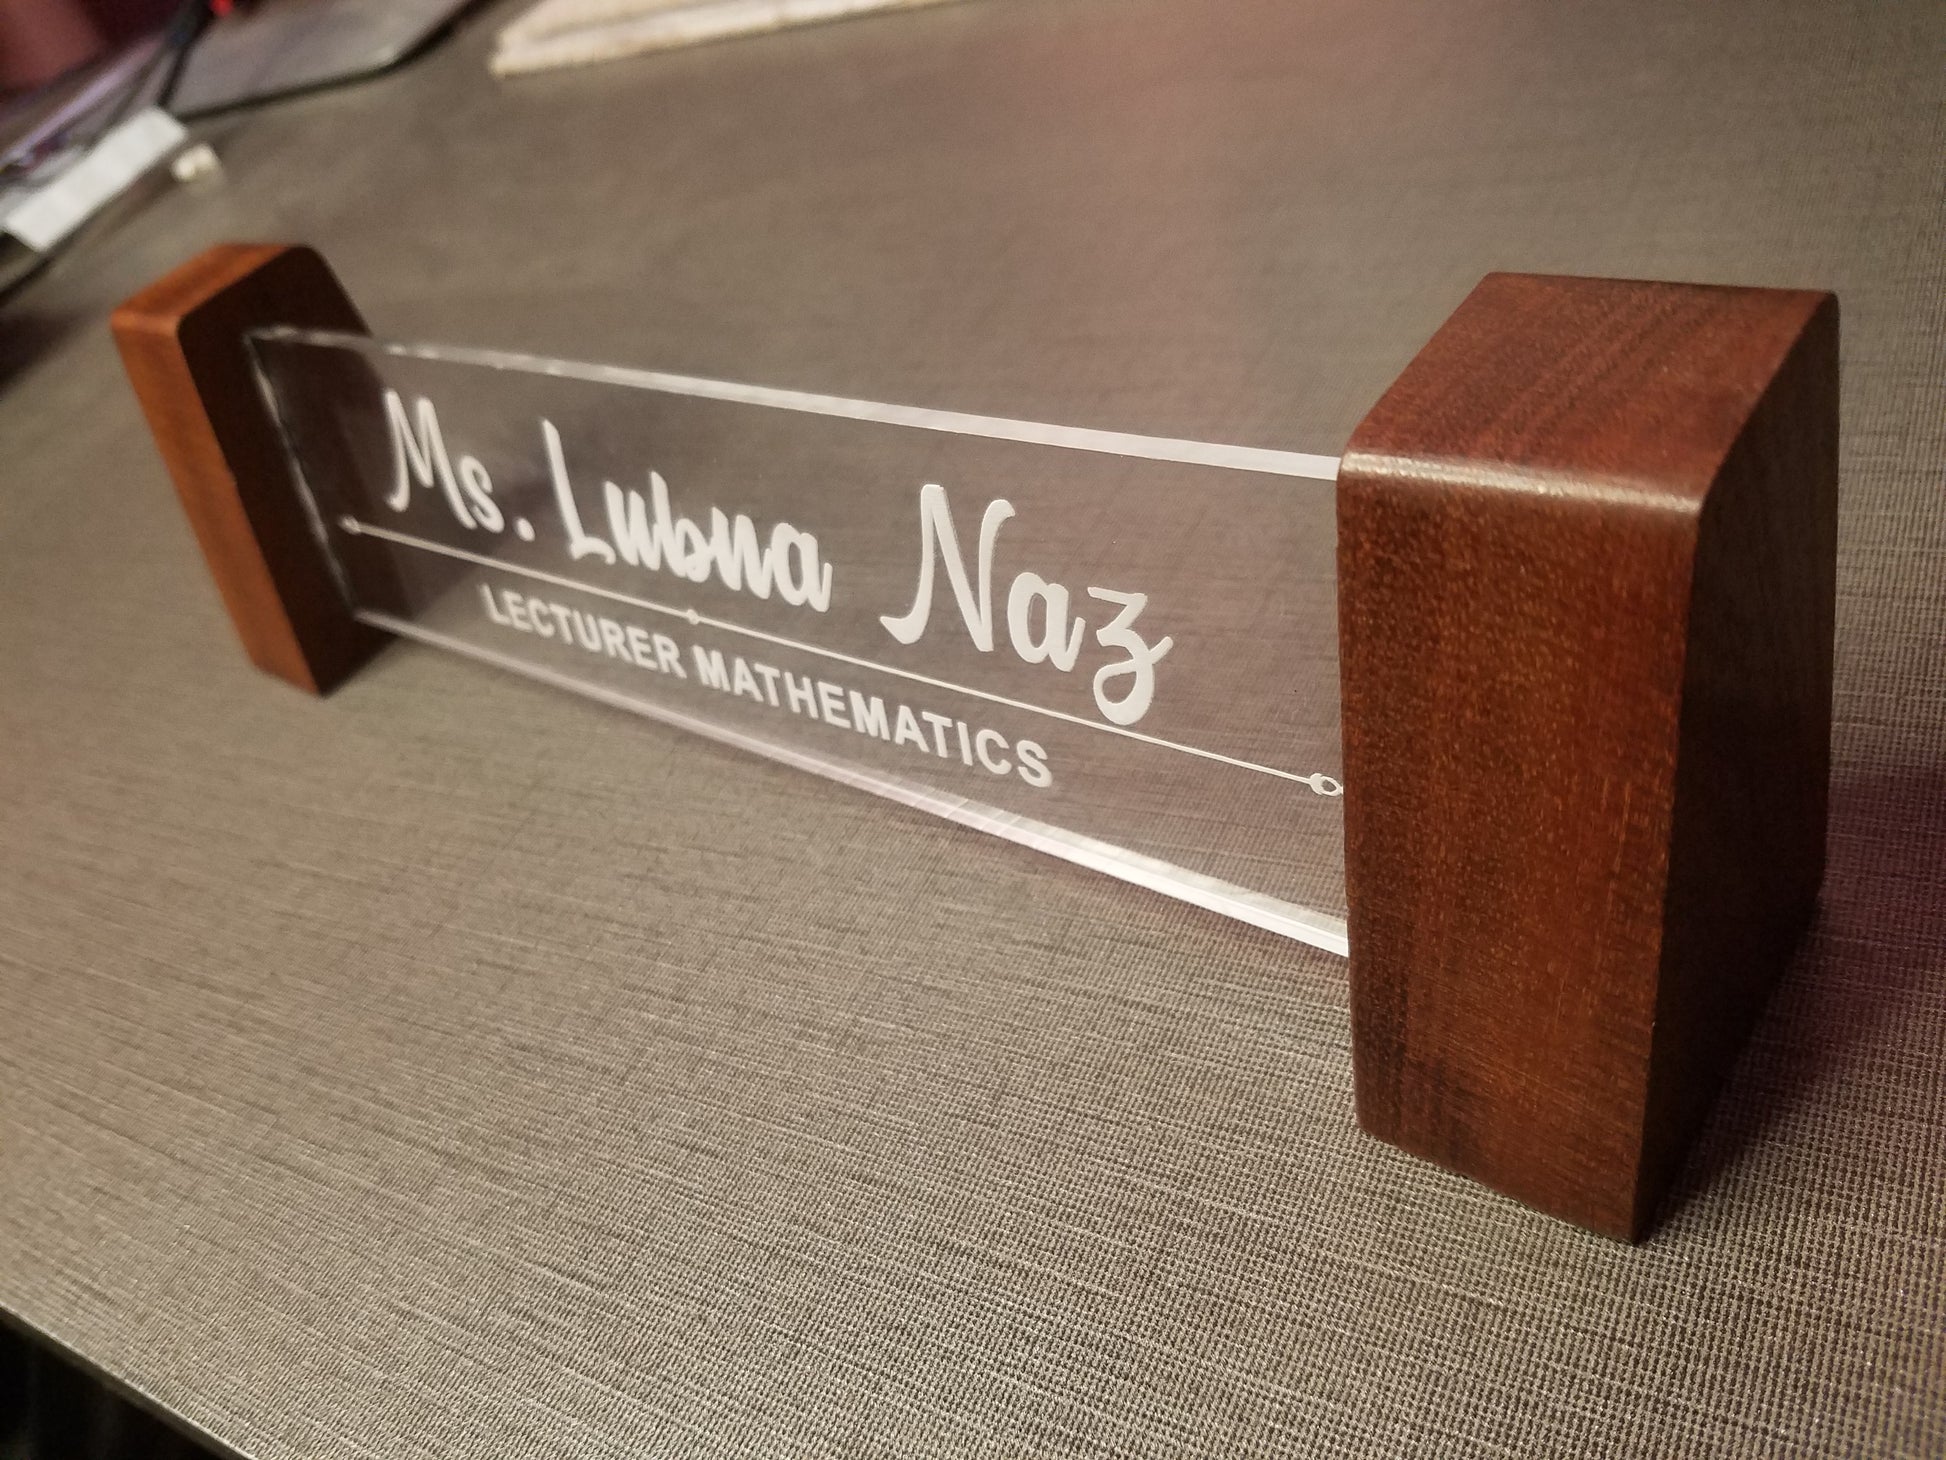 Ms. Lubna Naz
LECTURER MATHEMATICS